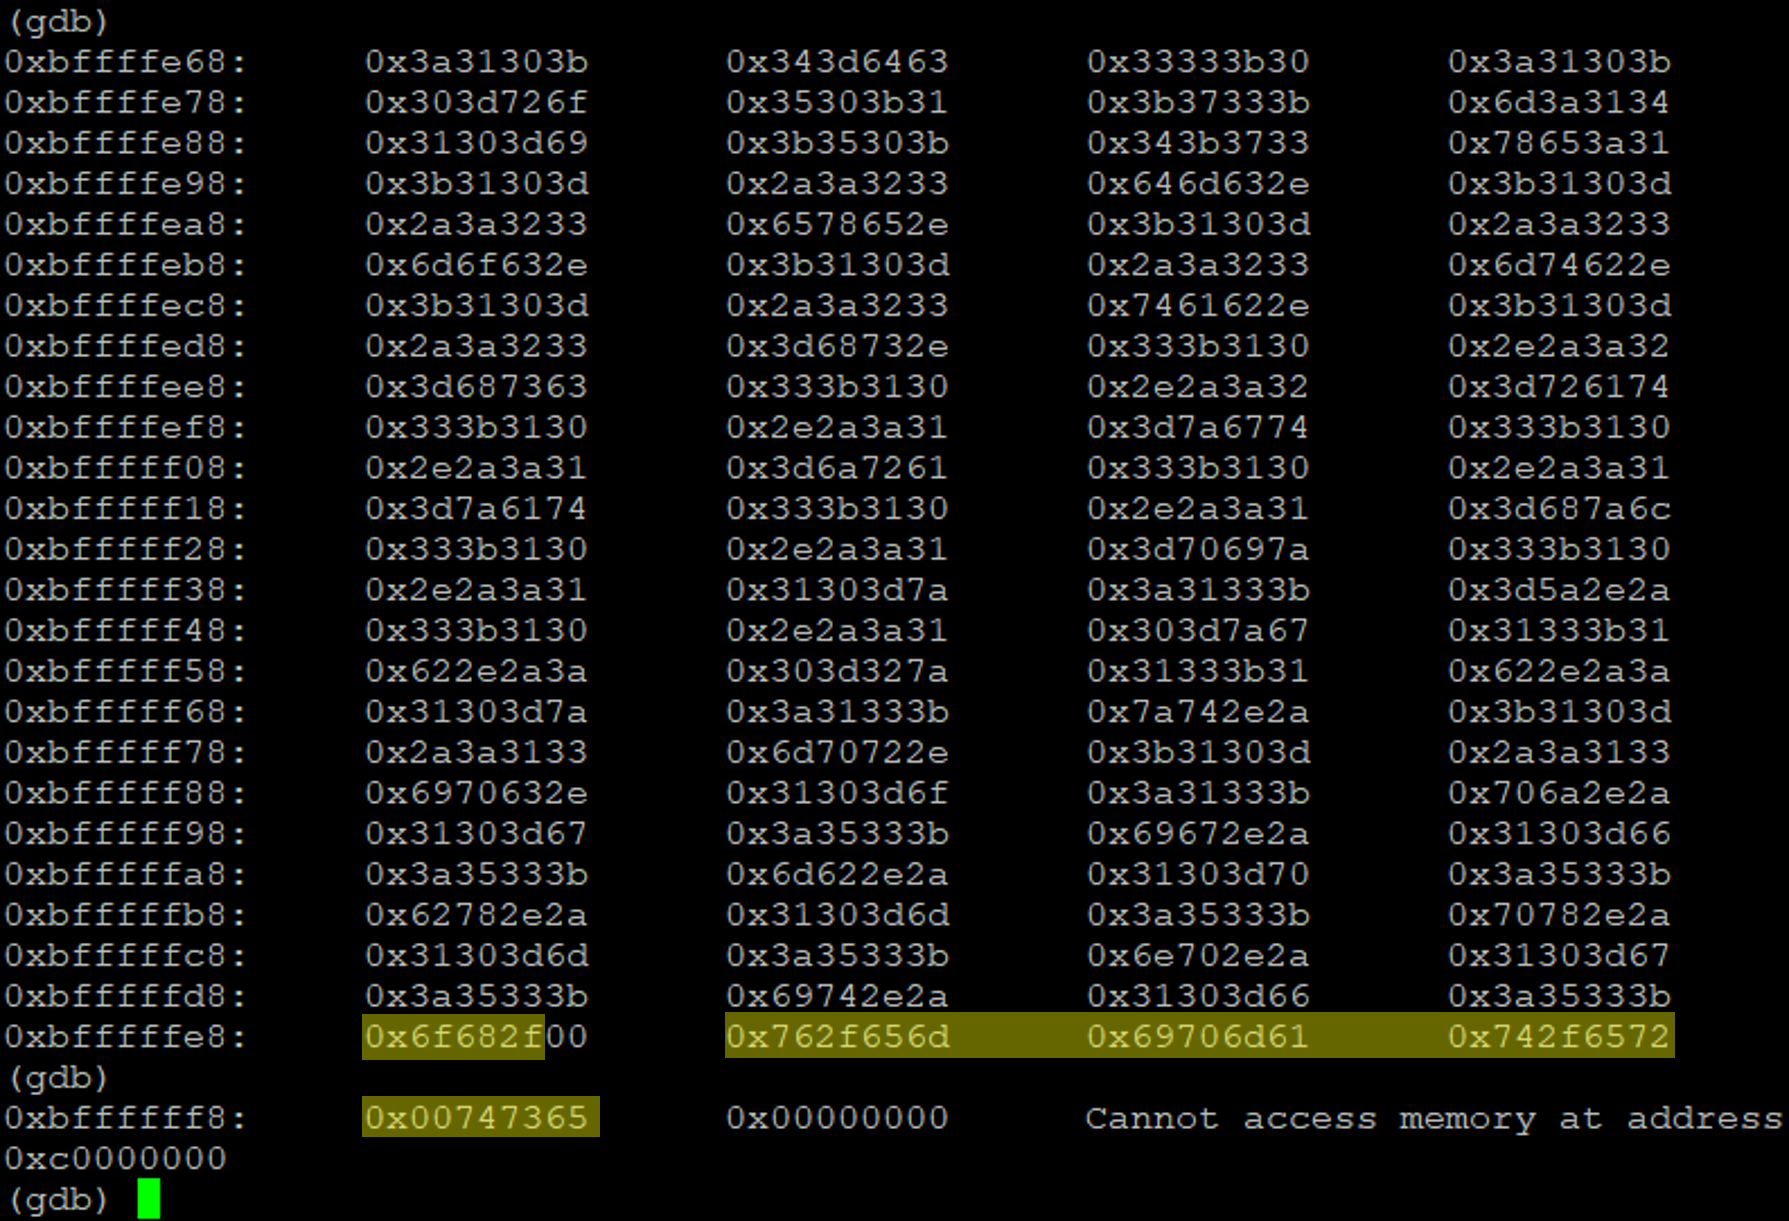 (gdb)
0xbffffe68: 0x3a31303b 0x343d6463 0x33333b30 0x3a31303b
0xbffffe78: 0x303d726f 0x35303b31 0x3b37333b 0x6d3a3134
0xbffffe88: 0x31303d69 0x3b35303b 0x343b3733 0x78653a31
0xbffffe98: 0x3b31303d 0x2a3a3233 0x646d632e 0x3b31303d
0xbffffea8: 0x2a3a3233 0x6578652e 0x3b31303d 0x2a3a3233
0xbffffeb8: 0x6d6f632e 0x3b31303d 0x2a3a3233 0x6d74622e
0xbffffec8: 0x3b31303d 0x2a3a3233 0x7461622e 0x3b31303d
0xbffffed8: 0x2a3a3233 0x3d68732e 0x333b3130 0x2e2a3a32
0xbffffee8: 0x3d687363 0x333b3130 0x2e2a3a32 0x3d726174
0xbffffef8: 0x333b3130 0x2e2a3a31 0x3d7a6774 0x333b3130
0xbfffff08: 0x2e2a3a31 0x3d6a7261 0x333b3130 0x2e2a3a31
0xbfffff18: 0x3d7a6174 0x333b3130 0x2e2a3a31 0x3d687a6c
0xbfffff28: 0x333b3130 0x2e2a3a31 0x3d70697a 0x333b3130
0xbfffff38: 0x2e2a3a31 0x31303d7a 0x3a31333b 0x3d5a2e2a
0xbfffff48: 0x333b3130 0x2e2a3a31 0x303d7a67 0x31333b31
0xbfffff58: 0x622e2a3a 0x303d327a 0x31333b31 0x622e2a3a
0xbfffff68: 0x31303d7a 0x3a31333b 0x7a742e2a 0x3b31303d
0xbfffff78: 0x2a3a3133 0x6d70722e 0x3b31303d 0x2a3a3133
0xbfffff88: 0x6970632e 0x31303d6f 0x3a31333b 0x706a2e2a
0xbfffff98: 0x31303d67 0x3a35333b 0x69672e2a 0x31303d66
0xbfffffa8: 0x3a35333b 0x6d622e2a 0x31303d70 0x3a35333b
0xbfffffb8: 0x62782e2a 0x31303d6d 0x3a35333b 0x70782e2a
0xbfffffc8: 0x31303d6d 0x3a35333b 0x6e702e2a 0x31303d67
0xbfffffd8: 0x3a35333b 0x69742e2a 0x31303d66 0x3a35333b
0xbfffffe8: 0x6f682f00 0x762f656d 0x69706d61 0x742f6572
(gdb)
0xbffffff8: 0x00747365 0x00000000 Cannot access memory at address
0xc0000000
(gdb)